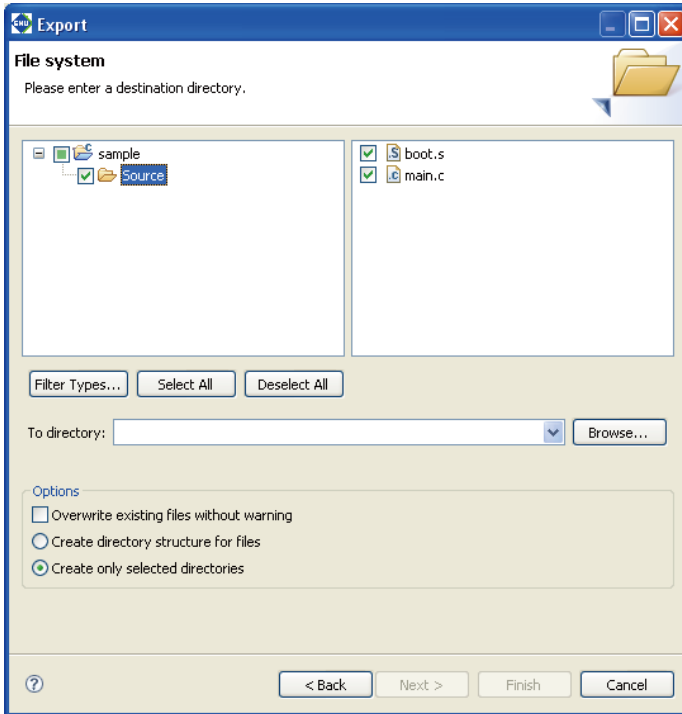 GNU Export
File system
Please enter a destination directory.
C sample
Source
.S boot.s
.c main.c
Filter Types...
Select All
Deselect All
To directory:
Browse...
Options
Overwrite existing files without warning
Create directory structure for files
Create only selected directories
?
< Back
Next >
Finish
Cancel